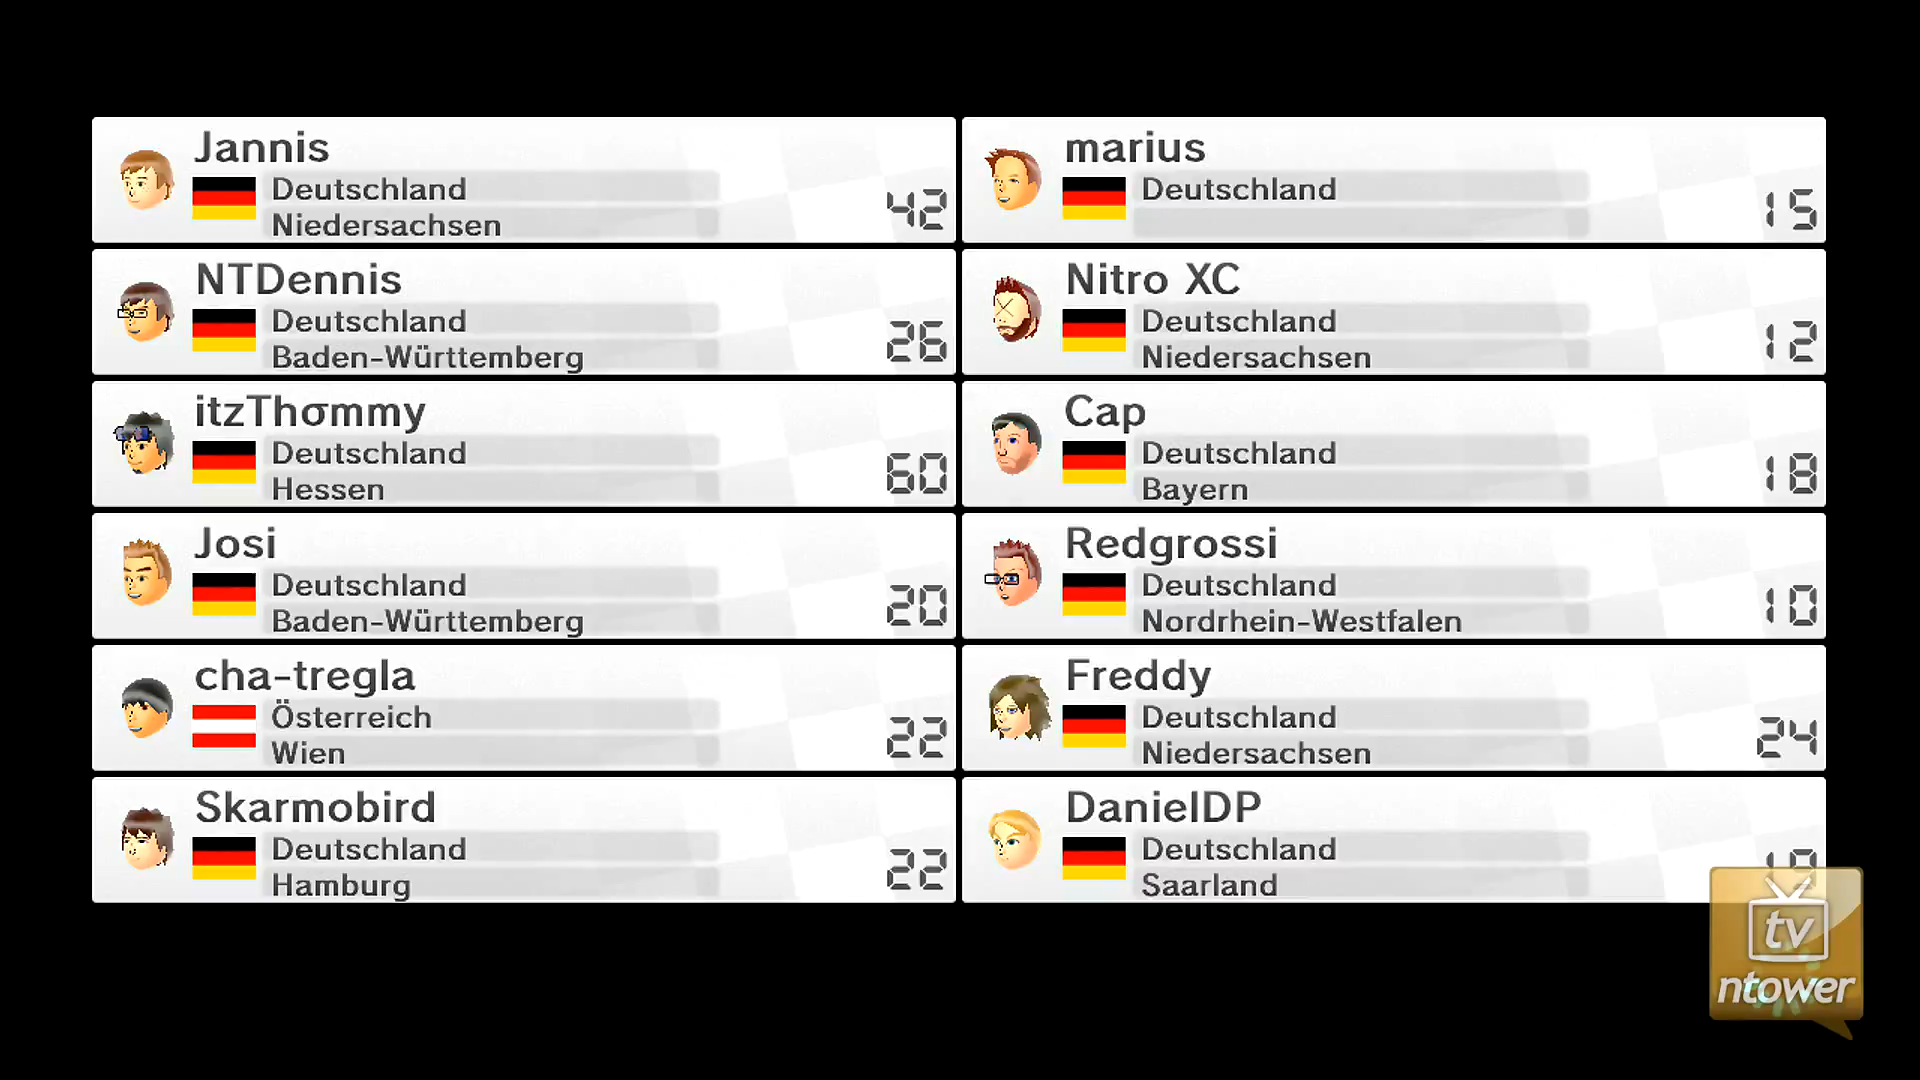 Jannis
Deutschland
Niedersachsen
42
NTDennis
Deutschland
Baden-Württemberg
26
itzThσmmy
Deutschland
Hessen
60
Josi
Deutschland
Baden-Württemberg
20
cha-tregla
Österreich
Wien
22
Skarmobird
Deutschland
Hamburg
22
marius
Deutschland
15
Nitro XC
Deutschland
Niedersachsen
12
Cap
Deutschland
Bayern
18
Redgrossi
Deutschland
Nordrhein-Westfalen
10
Freddy
Deutschland
Niedersachsen
24
DanielDP
Deutschland
Saarland
tv
ntower